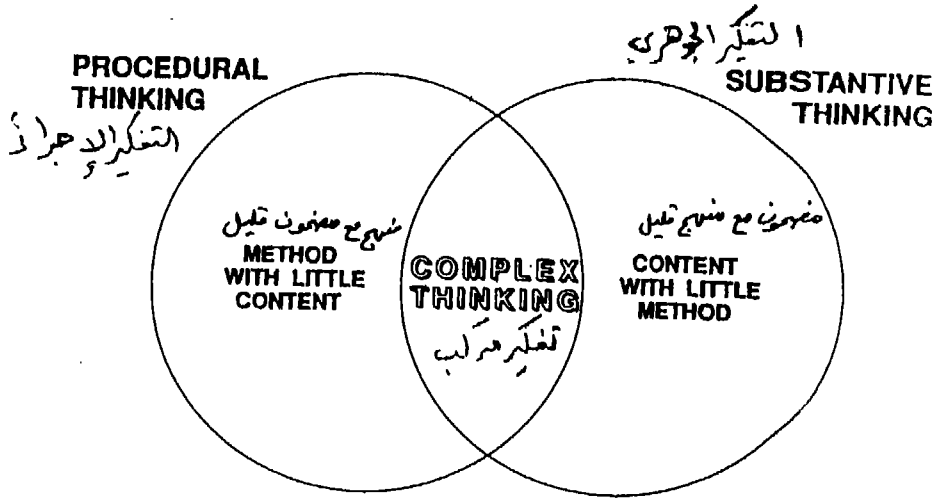 PROCEDURAL
THINKING
التفكير الإجرائ
التفكير الجوهري
SUBSTANTIVE
THINKING
منهج مع مضمون قليل
METHOD
WITH LITTLE
CONTENT
COMPLEX
THINKING
تفكير مركب
مضمون مع منهج قليل
CONTENT
WITH LITTLE
METHOD